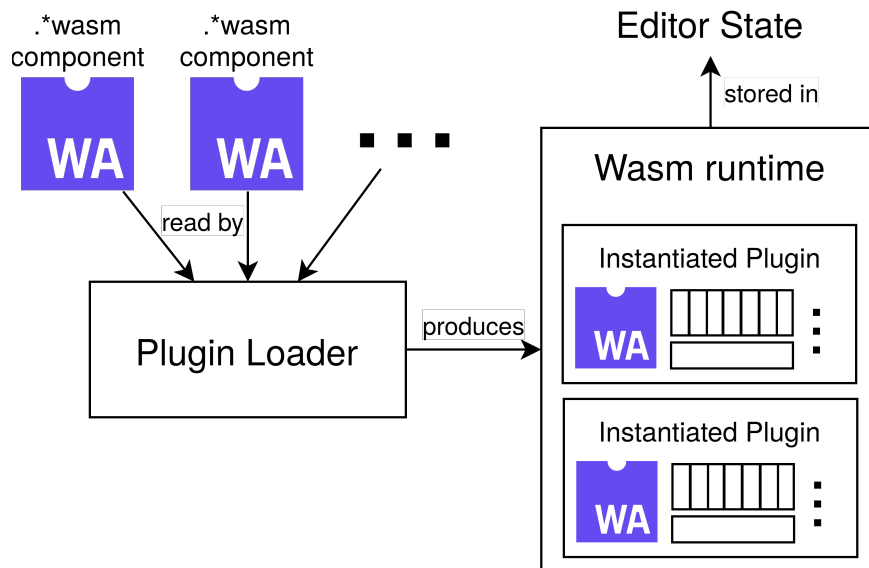 .*wasm
component
.*wasm
component
WA
WA
read by
Plugin Loader
produces
Editor State
stored in
Wasm runtime
Instantiated Plugin
WA
Instantiated Plugin
WA